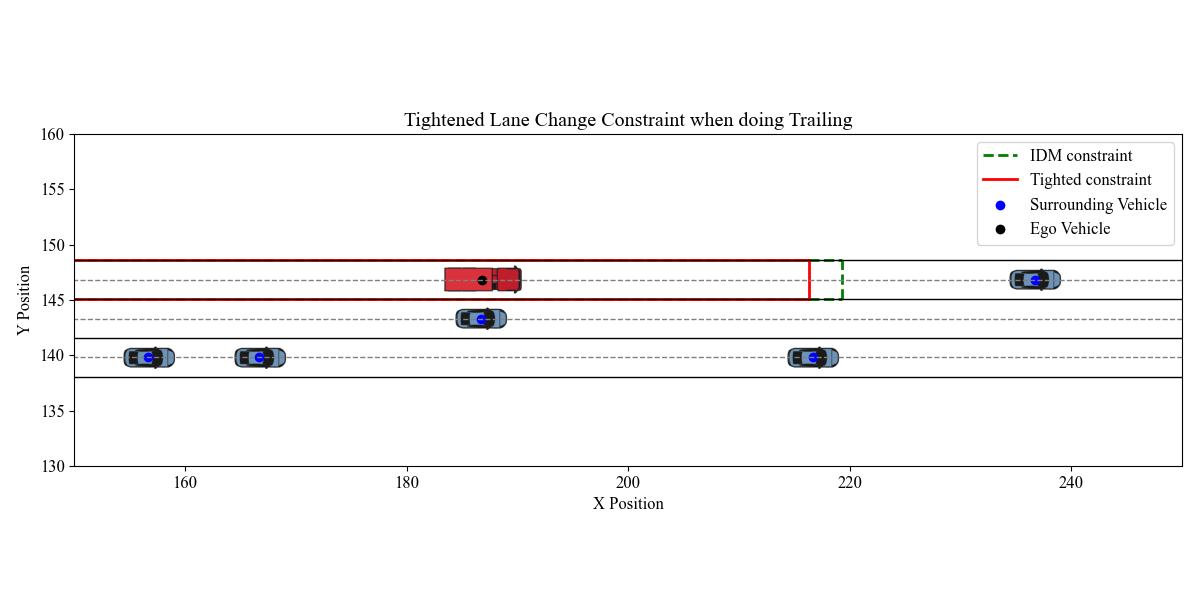 Tightened Lane Change Constraint when doing Trailing
160
155
150
145
140
135
130
Y Position
IDM constraint
Tighted constraint
Surrounding Vehicle
Ego Vehicle
160
180
200
220
240
X Position